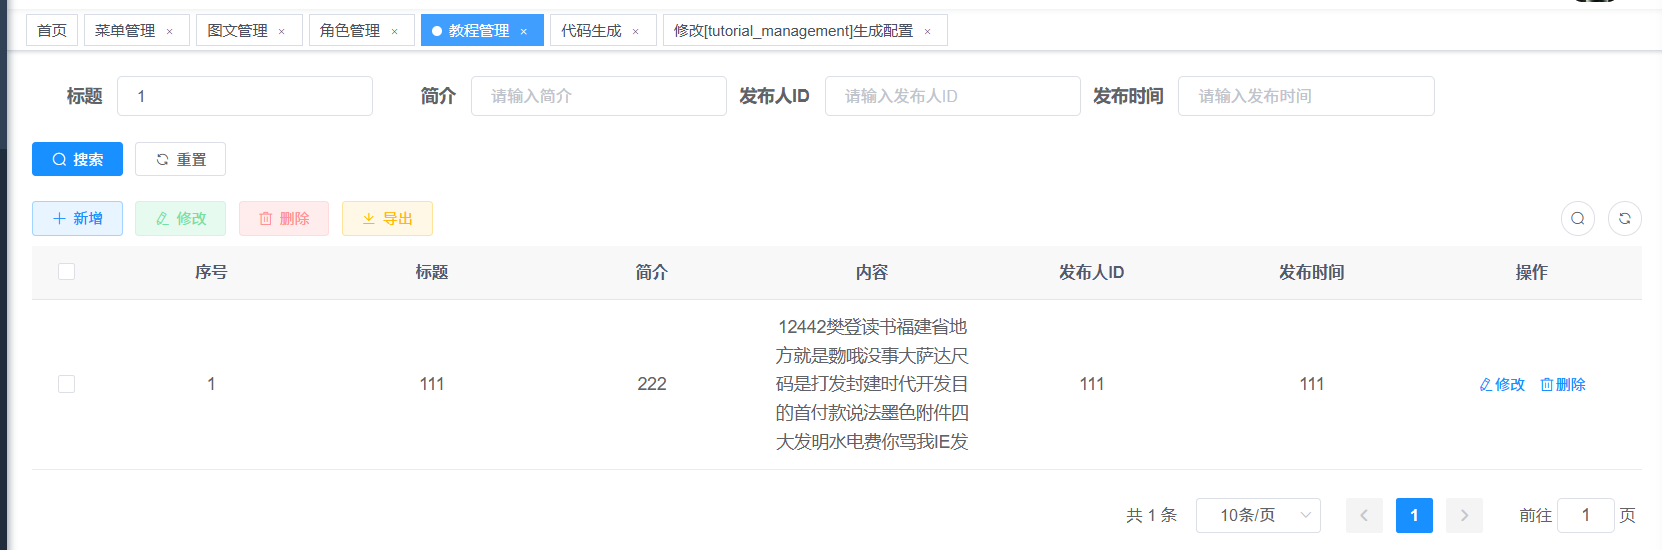 首页 菜单管理 × 图文管理 × 角色管理 × 教程管理 × 代码生成 × 修改[tutorial_management]生成配置 ×
标题 1 简介 请输入简介 发布人ID 请输入发布人ID 发布时间 请输入发布时间
搜索 重置
新增 修改 删除 导出
序号 标题 简介 内容 发布人ID 发布时间 操作
12442樊登读书福建省地
方就是覅哦没事大萨达尺
1 111 222 码是打发封建时代开发目 111 111 修改 删除
的首付款说法墨色附件四
大发明水电费你骂我IE发
共 1 条 10条/页 1 前往 1 页